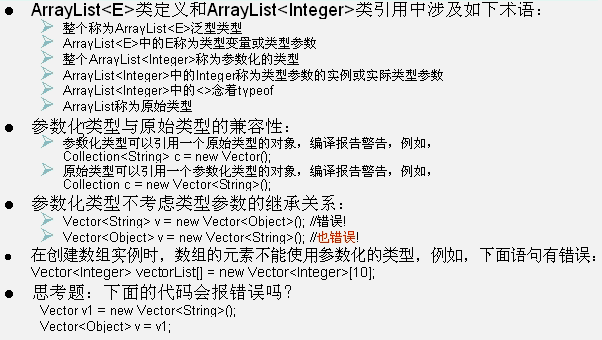 ArrayList<E>类定义和ArrayList<Integer>类引用中涉及如下术语：
整个称为ArrayList<E>泛型类型
ArrayList<E>中的E称为类型变量或类型参数
整个ArrayList<Integer>称为参数化的类型
ArrayList<Integer>中的Integer称为类型参数的实例或实际类型参数
ArrayList<Integer>中的<>念着typeof
ArrayList称为原始类型
参数化类型与原始类型的兼容性：
参数化类型可以引用一个原始类型的对象，编译报告警告，例如，
Collection<String> c = new Vector();
原始类型可以引用一个参数化类型的对象，编译报告警告，例如，
Collection c = new Vector<String>();
参数化类型不考虑类型参数的继承关系：
Vector<String> v = new Vector<Object>(); //错误!
Vector<Object> v = new Vector<String>(); //也错误!
在创建数组实例时，数组的元素不能使用参数化的类型，例如，下面语句有错误：
Vector<Integer> vectorList[] = new Vector<Integer>[10];
思考题：下面的代码会报错误吗？
Vector v1 = new Vector<String>();
Vector<Object> v = v1;